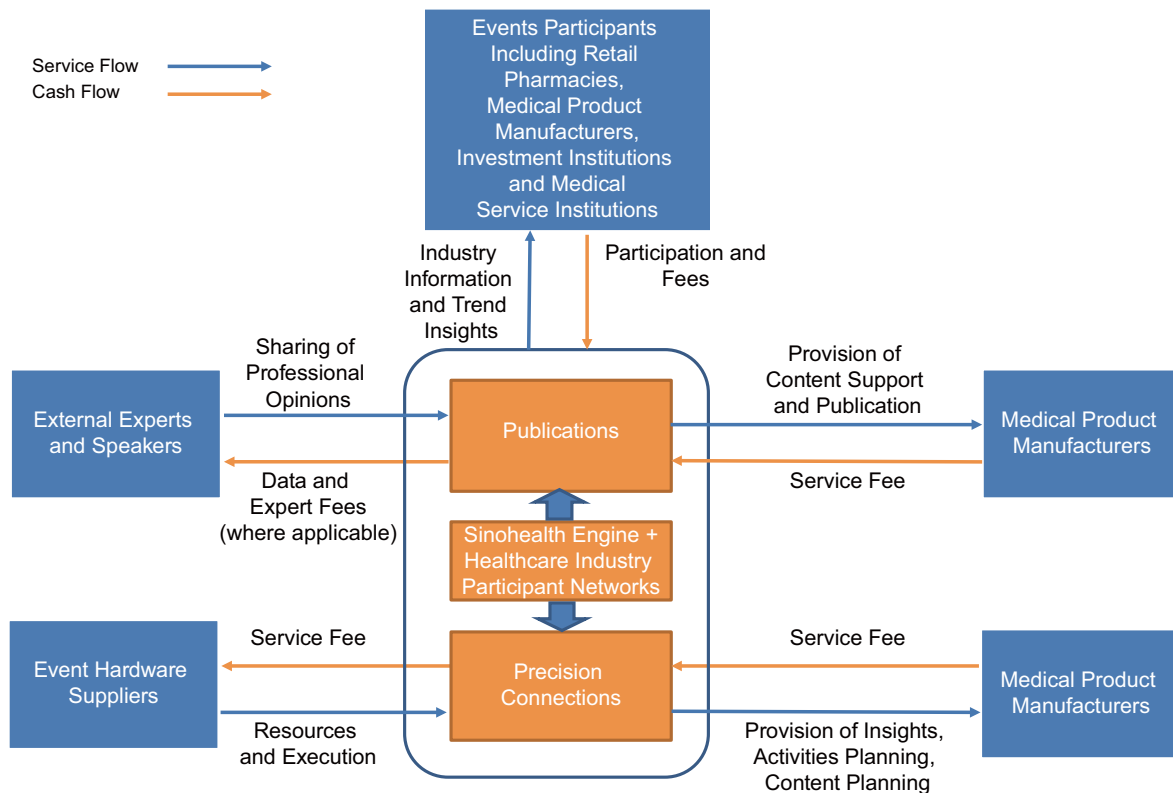 Service Flow
Cash Flow
Events Participants
Including Retail
Pharmacies,
Medical Product
Manufacturers,
Investment Institutions
and Medical
Service Institutions
Industry
Information
and Trend
Insights
Participation and
Fees
Sharing of
Professional
Opinions
Provision of
Content Support
and Publication
External Experts
and Speakers
Publications
Medical Product
Manufacturers
Data and
Expert Fees
(where applicable)
Service Fee
Sinohealth Engine +
Healthcare Industry
Participant Networks
Service Fee
Service Fee
Event Hardware
Suppliers
Precision
Connections
Medical Product
Manufacturers
Resources
and Execution
Provision of Insights,
Activities Planning,
Content Planning